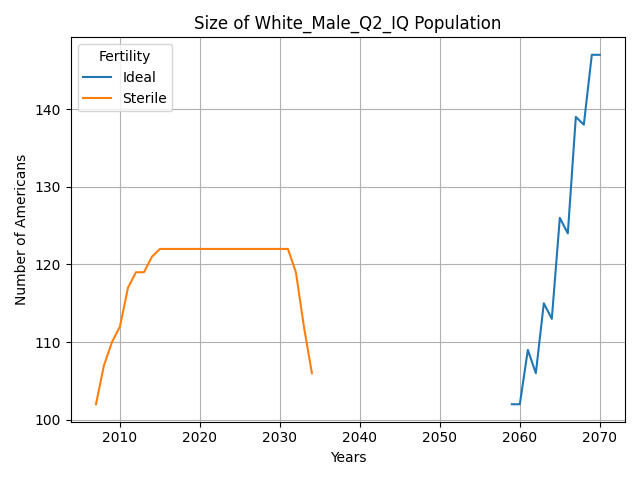 Size of White_Male_Q2_IQ Population
Fertility
Ideal
Sterile
Number of Americans
140
130
120
110
100
2010 2020 2030 2040 2050 2060 2070
Years